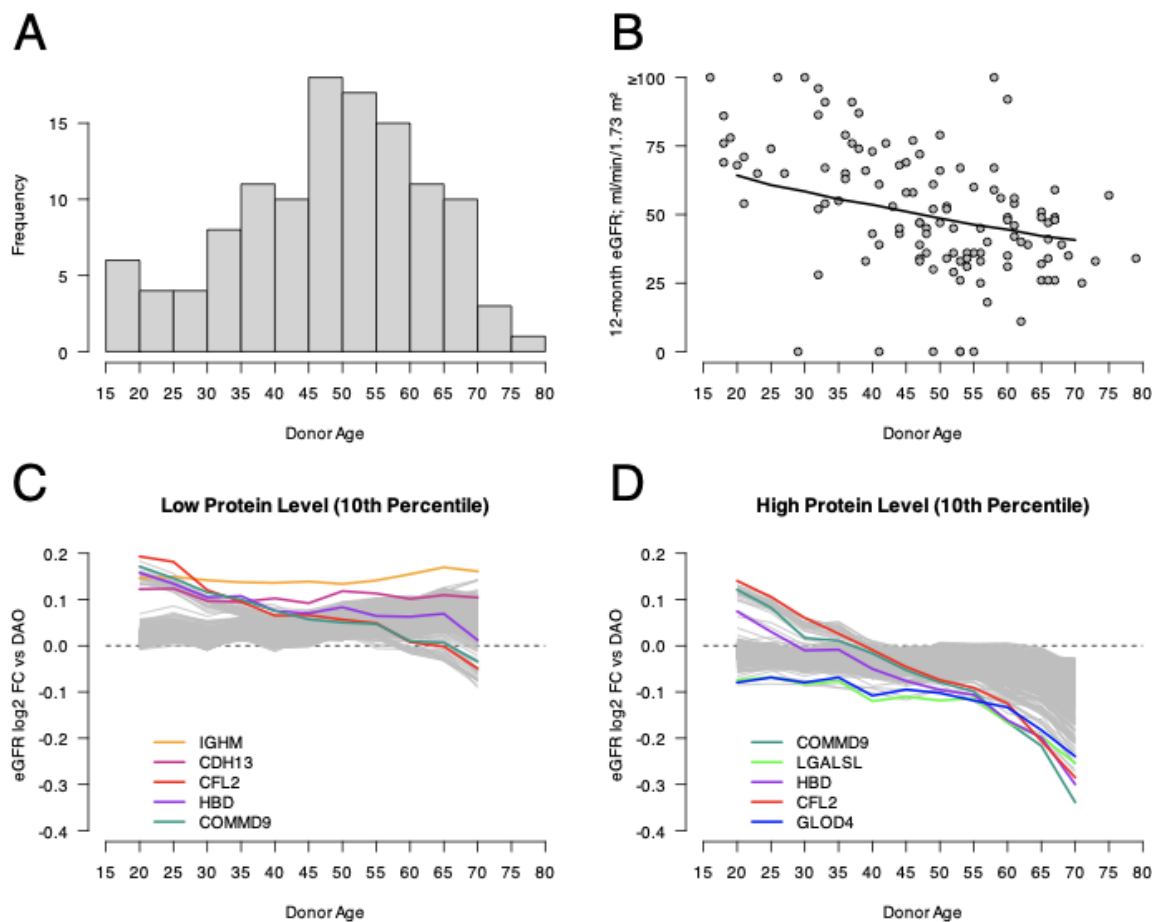 A
Frequency
15
10
5
0
15 20 25 30 35 40 45 50 55 60 65 70 75 80
Donor Age
B
12-month eGFR; ml/min/1.73 m²
≥100
75
50
25
0
15 20 25 30 35 40 45 50 55 60 65 70 75 80
Donor Age
C
Low Protein Level (10th Percentile)
eGFR log2 FC vs DAO
0.2
0.1
0.0
-0.1
-0.2
-0.3
-0.4
IGHM
CDH13
CFL2
HBD
COMMD9
15 20 25 30 35 40 45 50 55 60 65 70 75 80
Donor Age
D
High Protein Level (10th Percentile)
eGFR log2 FC vs DAO
0.2
0.1
0.0
-0.1
-0.2
-0.3
-0.4
COMMD9
LGALSL
HBD
CFL2
GLOD4
15 20 25 30 35 40 45 50 55 60 65 70 75 80
Donor Age